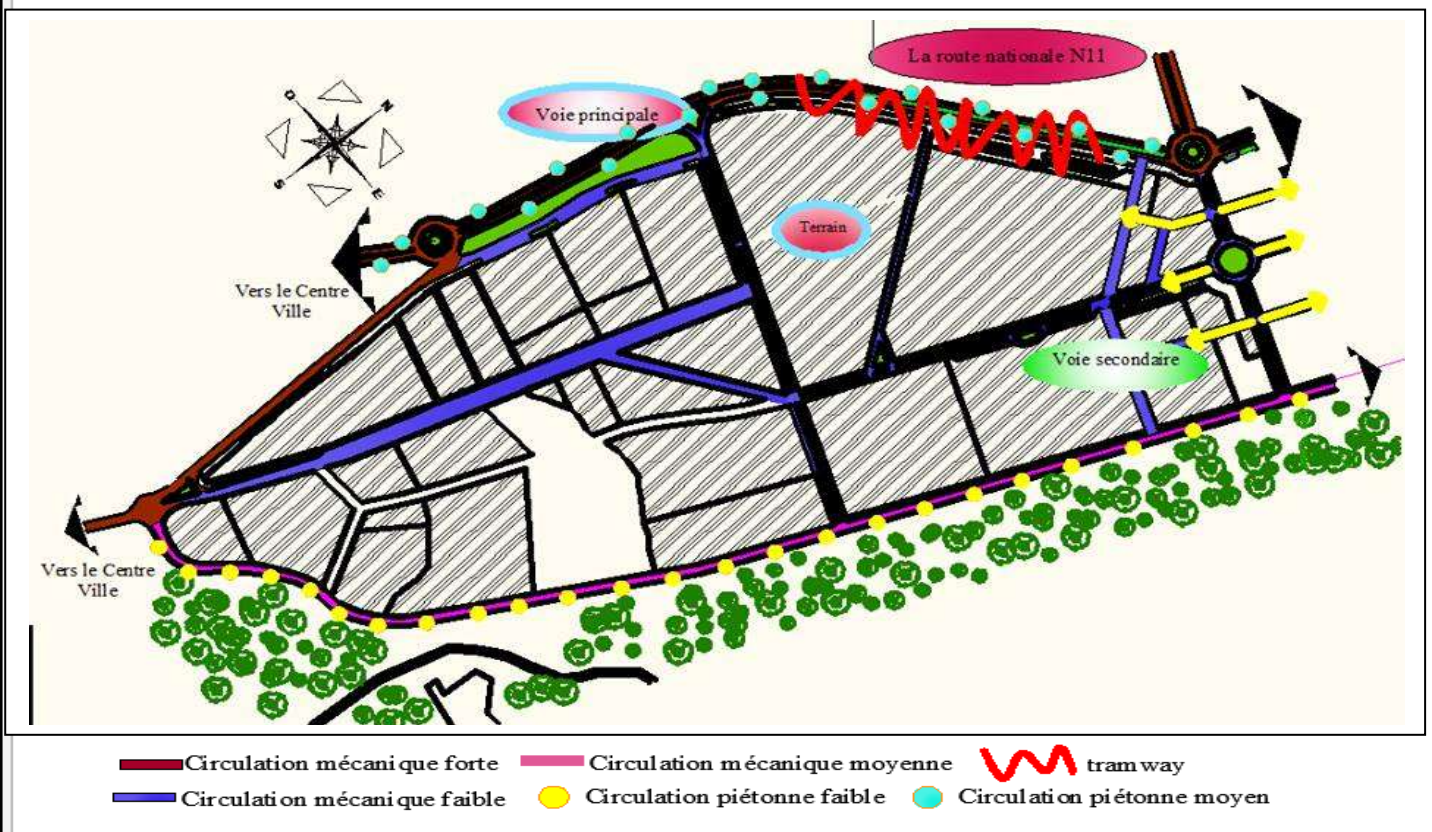 La route nationale N11
Voie principale
O
N
S
E
Terrain
Vers le Centre
Ville
Voie secondaire
Vers le Centre
Ville
Circulation mécanique forte
Circulation mécanique moyenne
tramway
Circulation mécanique faible
Circulation piétonne faible
Circulation piétonne moyen